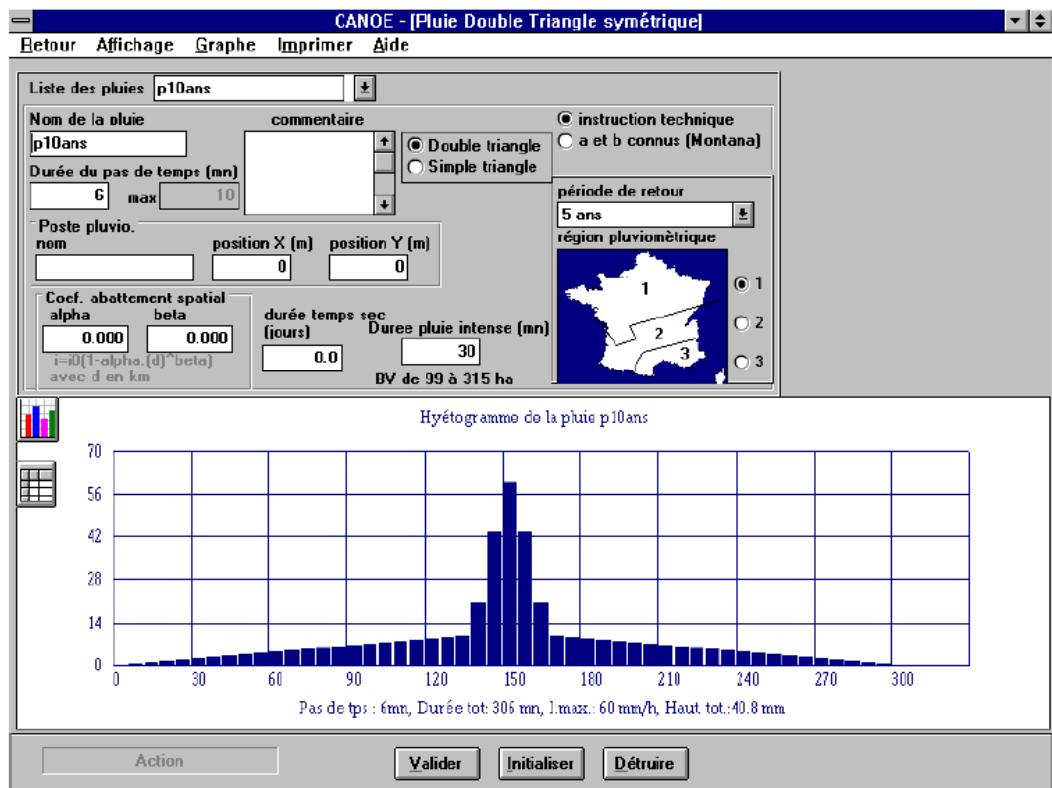 CANOE - [Pluie Double Triangle symétrique]
Retour Affichage Graphe Imprimer Aide
Liste des pluies p10ans
Nom de la pluie
p10ans
commentaire
Double triangle
Simple triangle
instruction technique
a et b connus (Montana)
Durée du pas de temps (mn)
6 max 10
période de retour
5 ans
Poste pluvio.
nom position X (m) position Y (m)
0 0
région pluviomètrique
1
2
3
1
2
3
Coef. abattement spatial
alpha beta
0.000 0.000
i=i0(1-alpha.(d)^beta)
avec d en km
durée temps sec
(jours)
0.0
Duree pluie intense (mn)
30
BV de 99 à 315 ha
Hyétogramme de la pluie p10ans
70
56
42
28
14
0
0 30 60 90 120 150 180 210 240 270 300
Pas de tps : 6mn, Durée tot: 306 mn, I.max.: 60 mm/h, Haut tot.:40.8 mm
Action Valider Initialiser Détruire